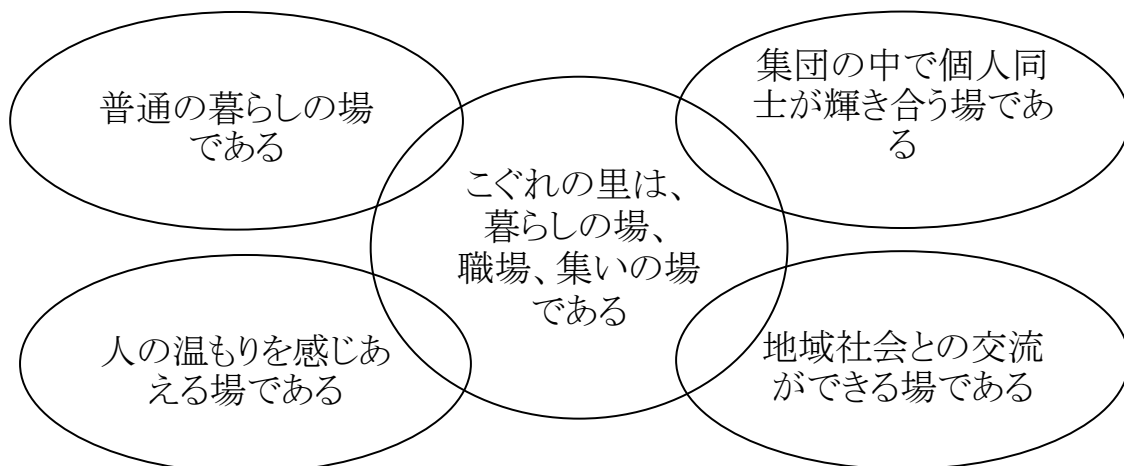 普通の暮らしの場
である
集団の中で個人同
士が輝き合う場であ
る
こぐれの里は、
暮らしの場、
職場、集いの場
である
人の温もりを感じあ
える場である
地域社会との交流
ができる場である